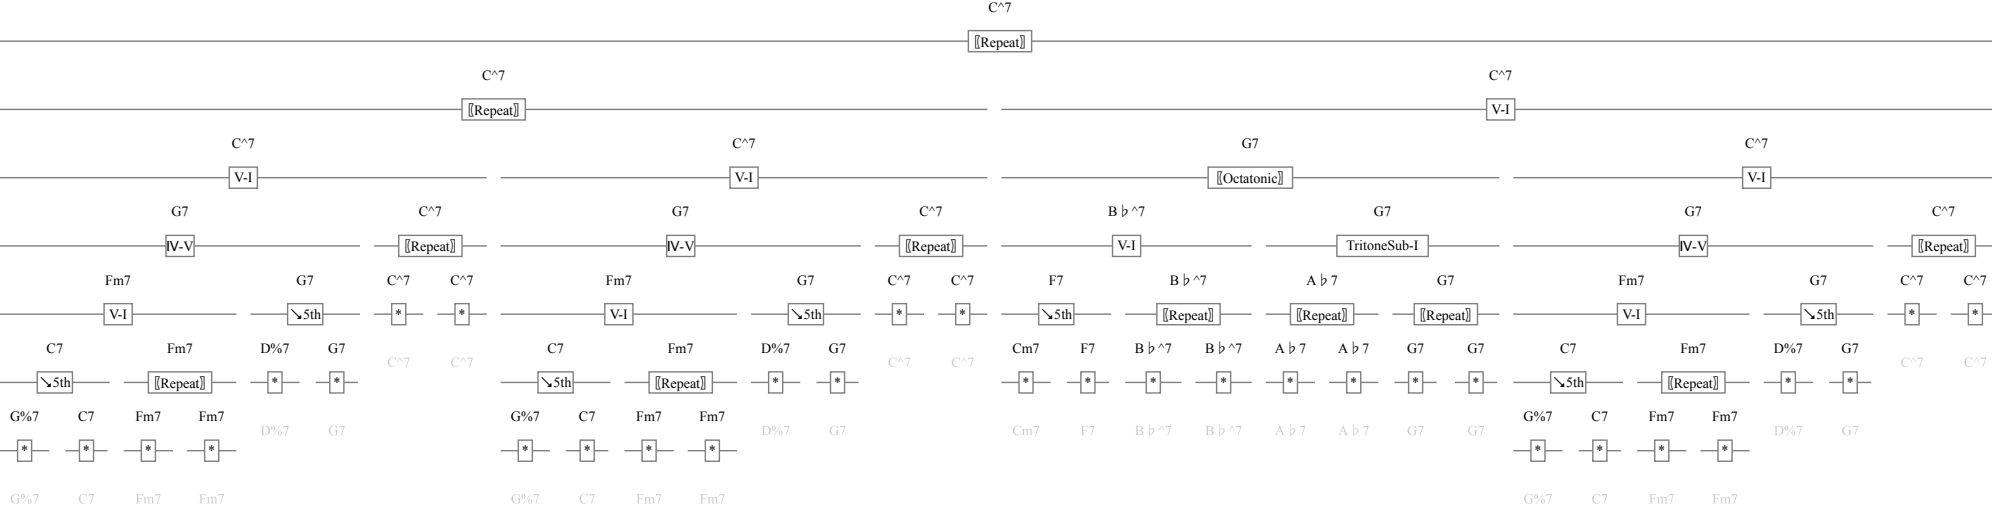 C^7
⟦Repeat⟧
C^7 C^7
⟦Repeat⟧ V-I
C^7 C^7 G7 C^7
V-I V-I ⟦Octatonic⟧ V-I
G7 C^7 G7 C^7 B♭^7 G7 G7 C^7
Ⅳ-V ⟦Repeat⟧ Ⅳ-V ⟦Repeat⟧ V-I TritoneSub-I Ⅳ-V ⟦Repeat⟧
Fm7 G7 C^7 C^7 Fm7 G7 C^7 C^7 F7 B♭^7 A♭7 G7 Fm7 G7 C^7 C^7
V-I ↘5th * * V-I ↘5th * * ↘5th ⟦Repeat⟧ ⟦Repeat⟧ ⟦Repeat⟧ V-I ↘5th * *
C7 Fm7 D%7 G7 C^7 C^7 C7 Fm7 D%7 G7 C^7 C^7 Cm7 F7 B♭^7 B♭^7 A♭7 A♭7 G7 G7 C7 Fm7 D%7 G7 C^7 C^7
↘5th ⟦Repeat⟧ * * ↘5th ⟦Repeat⟧ * * * * * * * * * * ↘5th ⟦Repeat⟧ * *
G%7 C7 Fm7 Fm7 D%7 G7 G%7 C7 Fm7 Fm7 D%7 G7 Cm7 F7 B♭^7 B♭^7 A♭7 A♭7 G7 G7 G%7 C7 Fm7 Fm7 D%7 G7
* * * * * * * * * * * *
G%7 C7 Fm7 Fm7 G%7 C7 Fm7 Fm7 G%7 C7 Fm7 Fm7